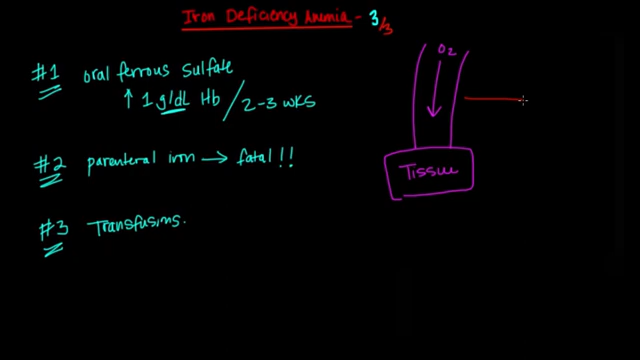 Iron Deficiency Anemia - 3/3
#1 oral ferrous sulfate
↑ 1 g/dL Hb / 2-3 wks
#2 parenteral iron → fatal!!
#3 Transfusins.
O2
Tissue